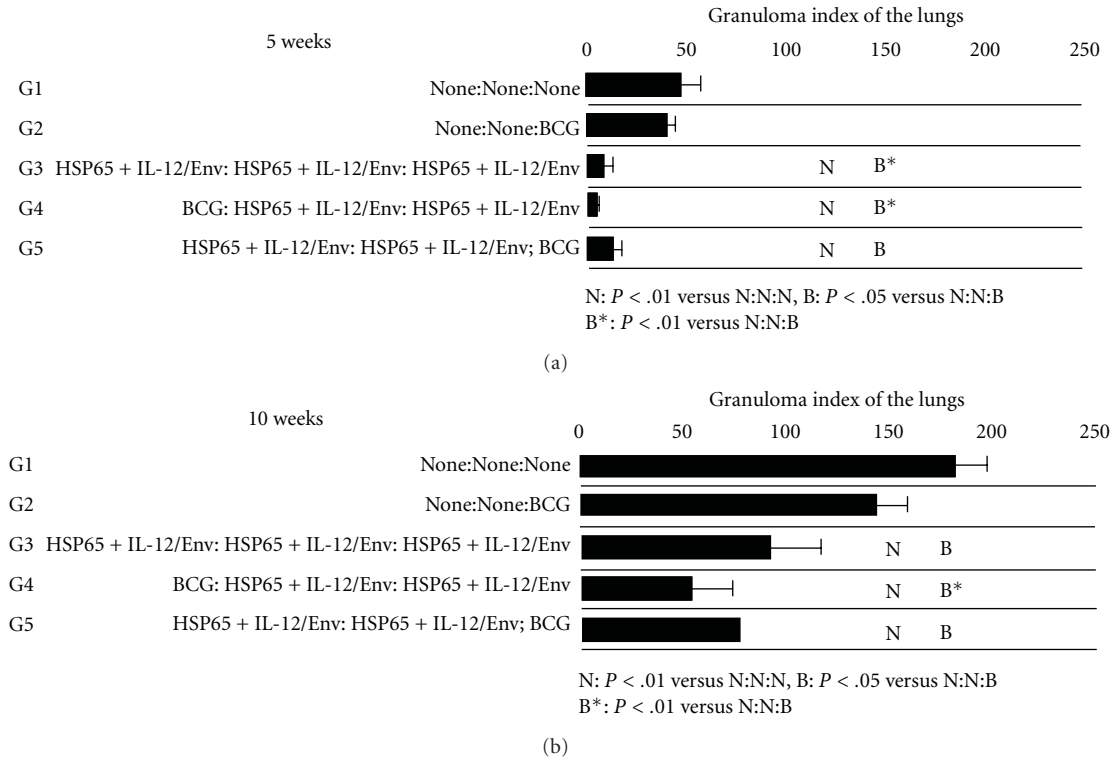 Granuloma index of the lungs
5 weeks
0 50 100 150 200 250
G1 None:None:None
G2 None:None:BCG
G3 HSP65 + IL-12/Env: HSP65 + IL-12/Env: HSP65 + IL-12/Env N B*
G4 BCG: HSP65 + IL-12/Env: HSP65 + IL-12/Env N B*
G5 HSP65 + IL-12/Env: HSP65 + IL-12/Env; BCG N B
N: P < .01 versus N:N:N, B: P < .05 versus N:N:B
B*: P < .01 versus N:N:B
(a)
Granuloma index of the lungs
10 weeks
0 50 100 150 200 250
G1 None:None:None
G2 None:None:BCG
G3 HSP65 + IL-12/Env: HSP65 + IL-12/Env: HSP65 + IL-12/Env N B
G4 BCG: HSP65 + IL-12/Env: HSP65 + IL-12/Env N B*
G5 HSP65 + IL-12/Env: HSP65 + IL-12/Env; BCG N B
N: P < .01 versus N:N:N, B: P < .05 versus N:N:B
B*: P < .01 versus N:N:B
(b)